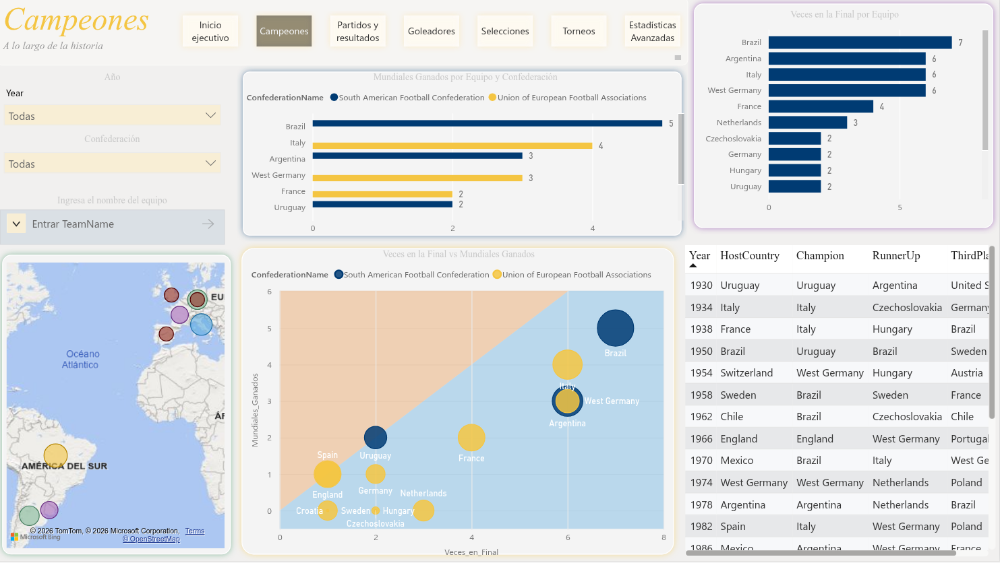 Campeones
A lo largo de la historia
Inicio ejecutivo
Campeones
Partidos y resultados
Goleadores
Selecciones
Torneos
Estadísticas Avanzadas
Año
Year
Todas
Confederación
Todas
Ingresa el nombre del equipo
Entrar TeamName
Mundiales Ganados por Equipo y Confederación
ConfederationName South American Football Confederation Union of European Football Associations
Brazil 5
Italy 4
Argentina 3
West Germany 3
France 2
Uruguay 2
0 2 4
Veces en la Final por Equipo
Brazil 7
Argentina 6
Italy 6
West Germany 6
France 4
Netherlands 3
Czechoslovakia 2
Germany 2
Hungary 2
Uruguay 2
0 5
Océano Atlántico
EU
ÁF
AMÉRICA DEL SUR
© 2026 TomTom, © 2026 Microsoft Corporation, Terms
© OpenStreetMap
Microsoft Bing
Veces en la Final vs Mundiales Ganados
ConfederationName South American Football Confederation Union of European Football Associations
Mundiales_Ganados
6
5
4
3
2
1
0
Brazil
Italy
West Germany
Argentina
Uruguay
France
Spain
England
Germany
Netherlands
Croatia
Sweden
Hungary
Czechoslovakia
0 2 4 6 8
Veces_en_Final
Year HostCountry Champion RunnerUp ThirdPla
1930 Uruguay Uruguay Argentina United S
1934 Italy Italy Czechoslovakia Germany
1938 France Italy Hungary Brazil
1950 Brazil Uruguay Brazil Sweden
1954 Switzerland West Germany Hungary Austria
1958 Sweden Brazil Sweden France
1962 Chile Brazil Czechoslovakia Chile
1966 England England West Germany Portugal
1970 Mexico Brazil Italy West Ge
1974 West Germany West Germany Netherlands Poland
1978 Argentina Argentina Netherlands Brazil
1982 Spain Italy West Germany Poland
1986 Mexico Argentina West Germany France